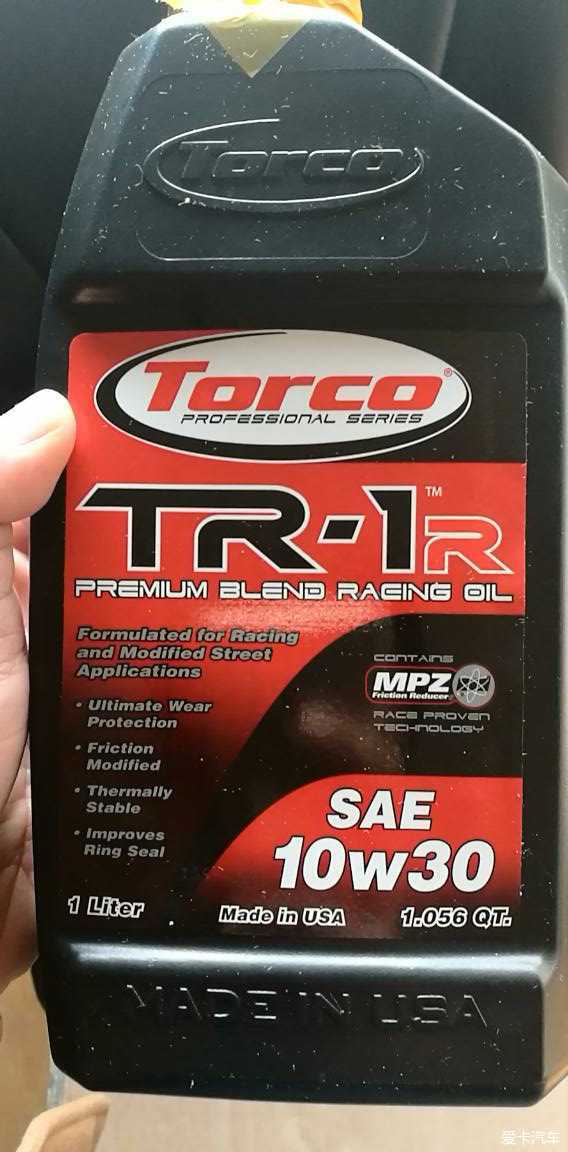 Torco
Torco®
PROFESSIONAL SERIES
TR-1R™
PREMIUM BLEND RACING OIL
Formulated for Racing
and Modified Street
Applications
• Ultimate Wear
Protection
• Friction
Modified
• Thermally
Stable
• Improves
Ring Seal
CONTAINS
MPZ
Friction Reducer®
RACE PROVEN
TECHNOLOGY
SAE
10w30
1 Liter
Made in USA
1.056 QT.
MADE IN USA
爱卡汽车